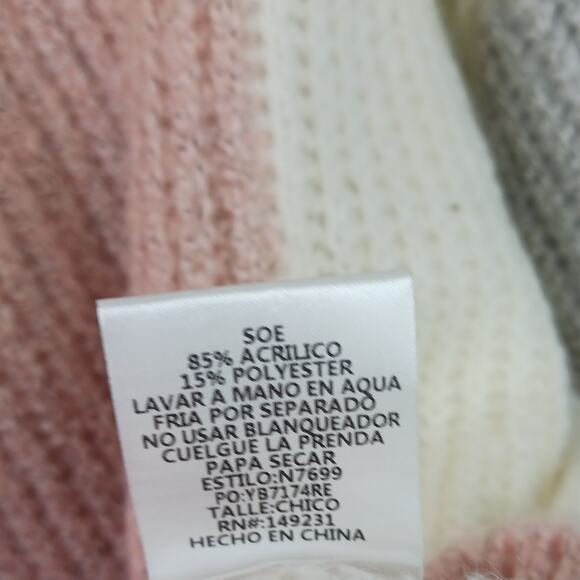 SOE
85% ACRILICO
15% POLYESTER
LAVAR A MANO EN AQUA
FRIA POR SEPARADO
NO USAR BLANQUEADOR
CUELGUE LA PRENDA
PAPA SECAR
ESTILO:N7699
PO:YB7174RE
TALLE:CHICO
RN#:149231
HECHO EN CHINA